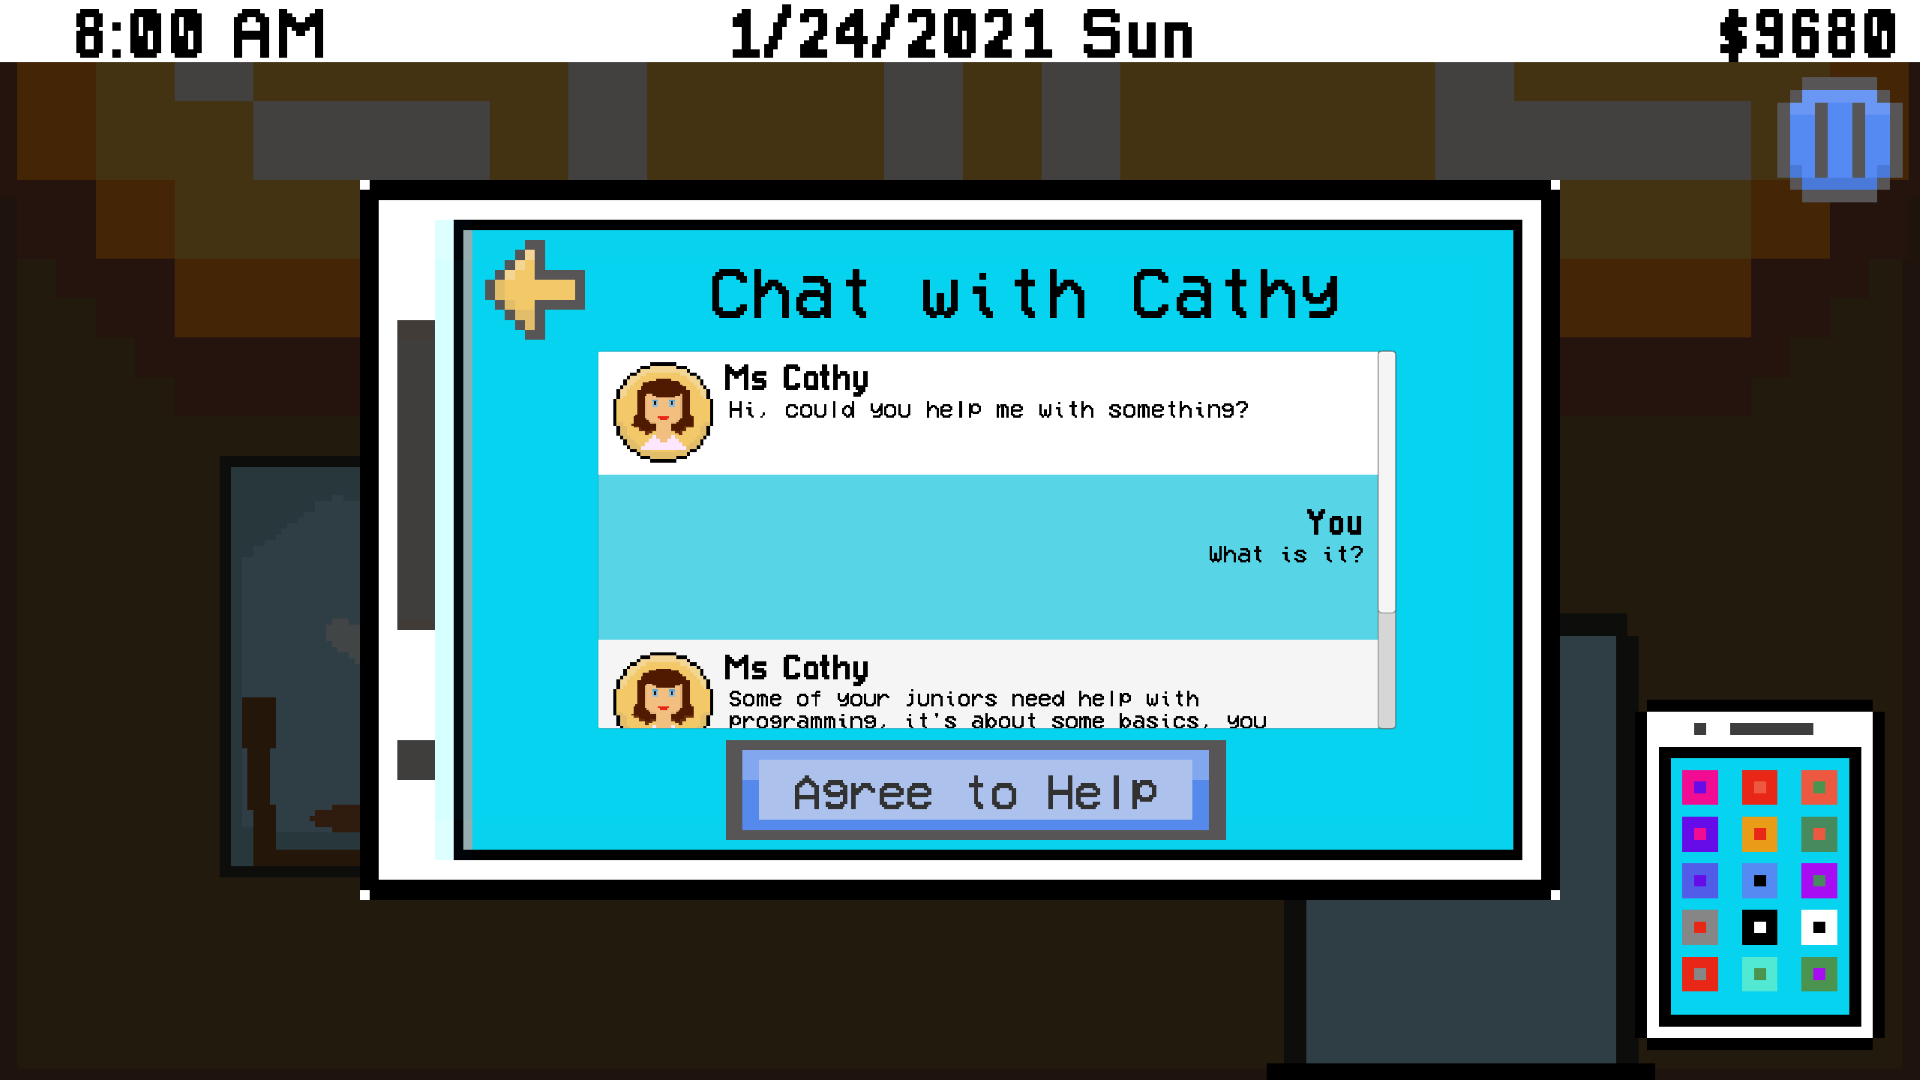 8:00 AM
1/24/2021 Sun
$9680
Chat with Cathy
Ms Cathy
Hi, could you help me with something?
You
What is it?
Ms Cathy
Some of your juniors need help with
programming, it's about some basics, you
Agree to Help